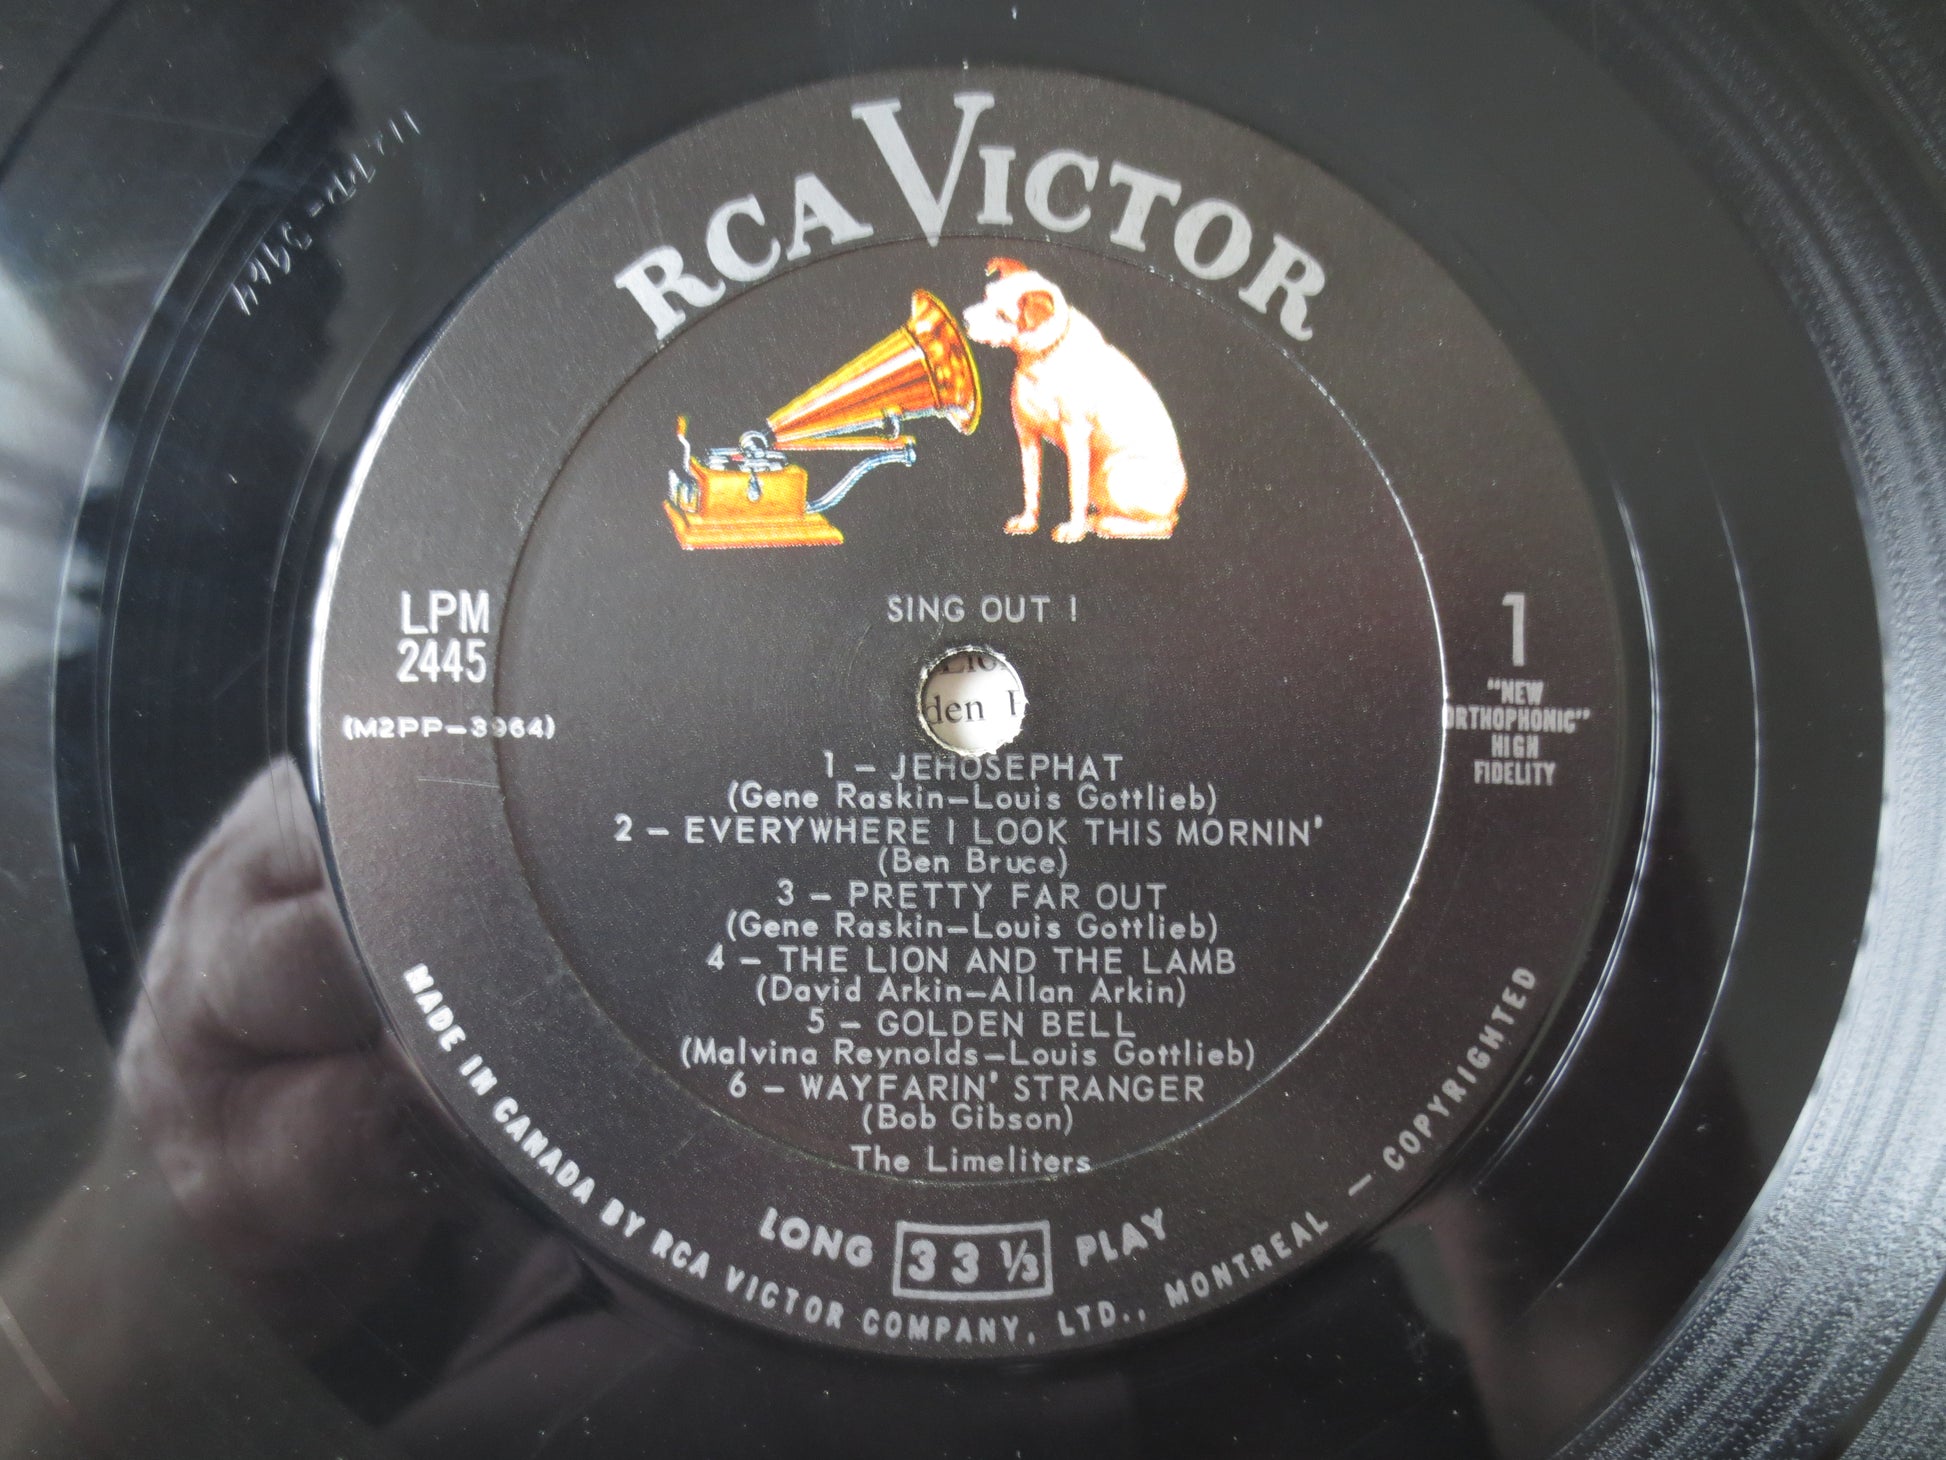 RCA VICTOR
SING OUT !
LPM
2445
(M2PP-3964)
1
"NEW
ORTHOPHONIC"
HIGH
FIDELITY
den
1 - JEHOSEPHAT
(Gene Raskin-Louis Gottlieb)
2 - EVERYWHERE I LOOK THIS MORNIN'
(Ben Bruce)
3 - PRETTY FAR OUT
(Gene Raskin-Louis Gottlieb)
4 - THE LION AND THE LAMB
(David Arkin-Allan Arkin)
5 - GOLDEN BELL
(Malvina Reynolds-Louis Gottlieb)
6 - WAYFARIN' STRANGER
(Bob Gibson)
The Limeliters
LONG 33 1/3 PLAY
MADE IN CANADA BY RCA VICTOR COMPANY, LTD., MONTREAL - COPYRIGHTED